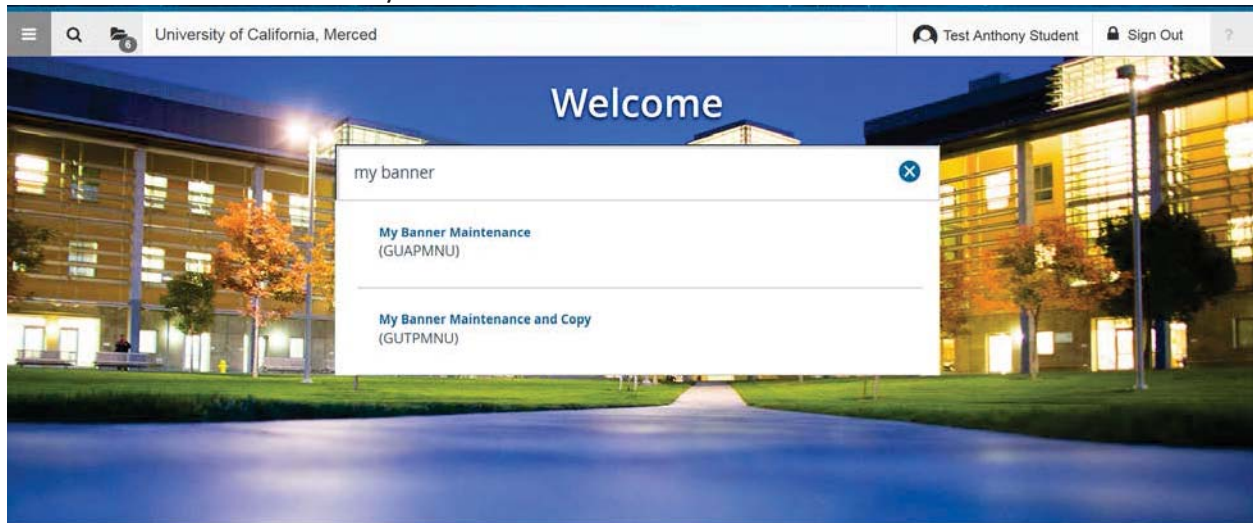 6
University of California, Merced
Test Anthony Student
Sign Out
?
Welcome
my banner
My Banner Maintenance
(GUAPMNU)
My Banner Maintenance and Copy
(GUTPMNU)